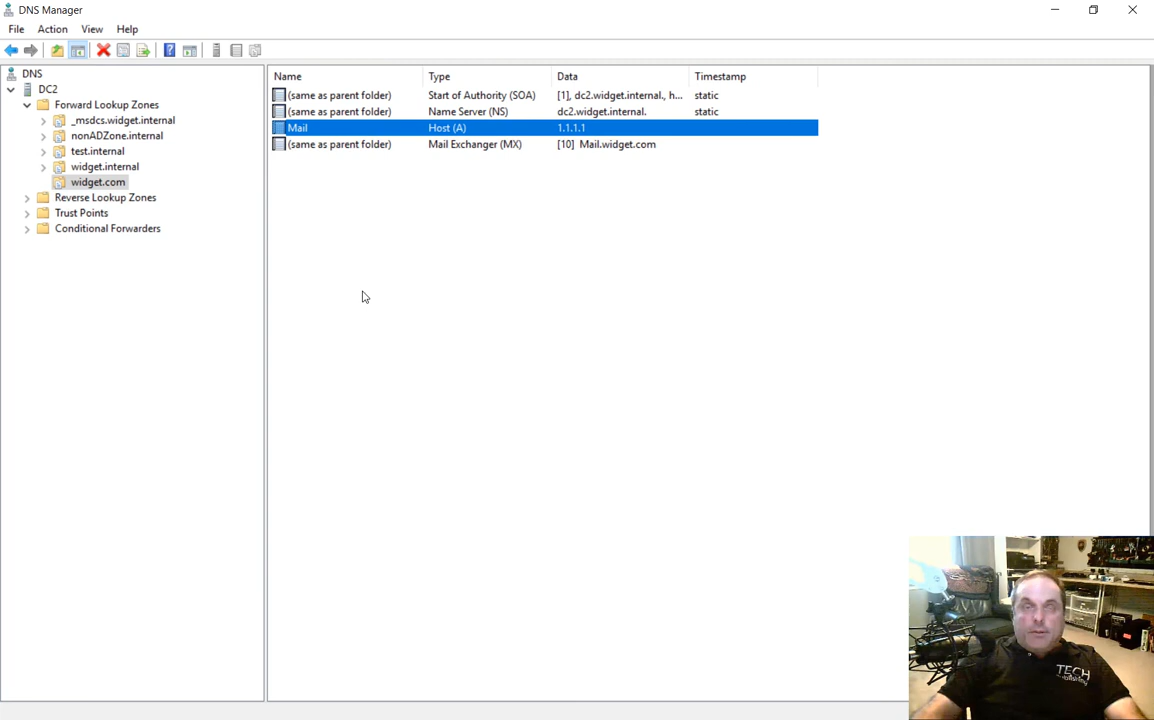 DNS Manager
File Action View Help
DNS
DC2
Forward Lookup Zones
_msdcs.widget.internal
nonADZone.internal
test.internal
widget.internal
widget.com
Reverse Lookup Zones
Trust Points
Conditional Forwarders
Name Type Data Timestamp
(same as parent folder) Start of Authority (SOA) [1], dc2.widget.internal., h... static
(same as parent folder) Name Server (NS) dc2.widget.internal. static
Mail Host (A) 1.1.1.1
(same as parent folder) Mail Exchanger (MX) [10] Mail.widget.com
TECH